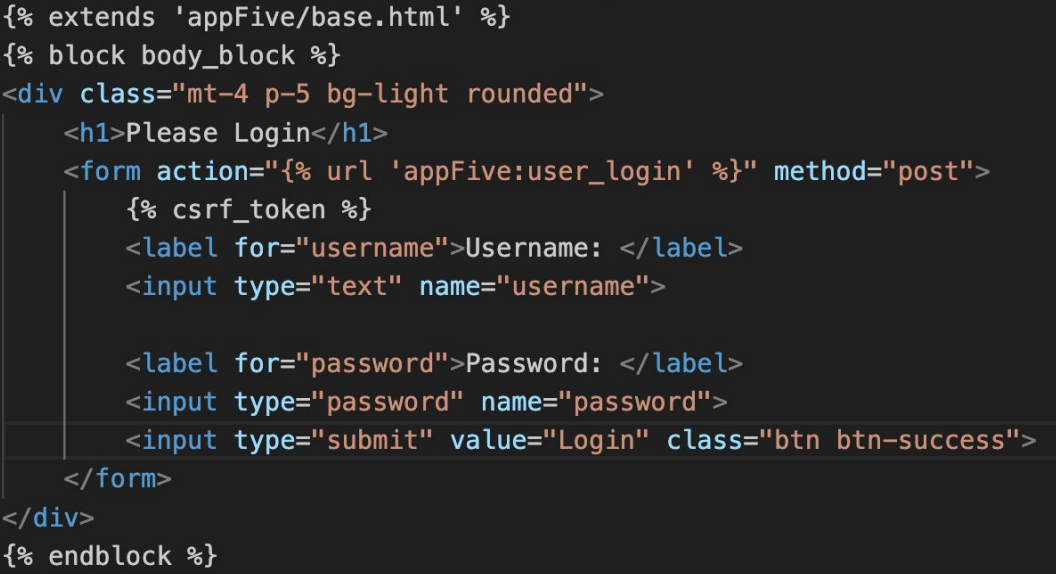 {% extends 'appFive/base.html' %}
{% block body_block %}
<div class="mt-4 p-5 bg-light rounded">
    <h1>Please Login</h1>
    <form action="{% url 'appFive:user_login' %}" method="post">
        {% csrf_token %}
        <label for="username">Username: </label>
        <input type="text" name="username">

        <label for="password">Password: </label>
        <input type="password" name="password">
        <input type="submit" value="Login" class="btn btn-success">
    </form>
</div>
{% endblock %}